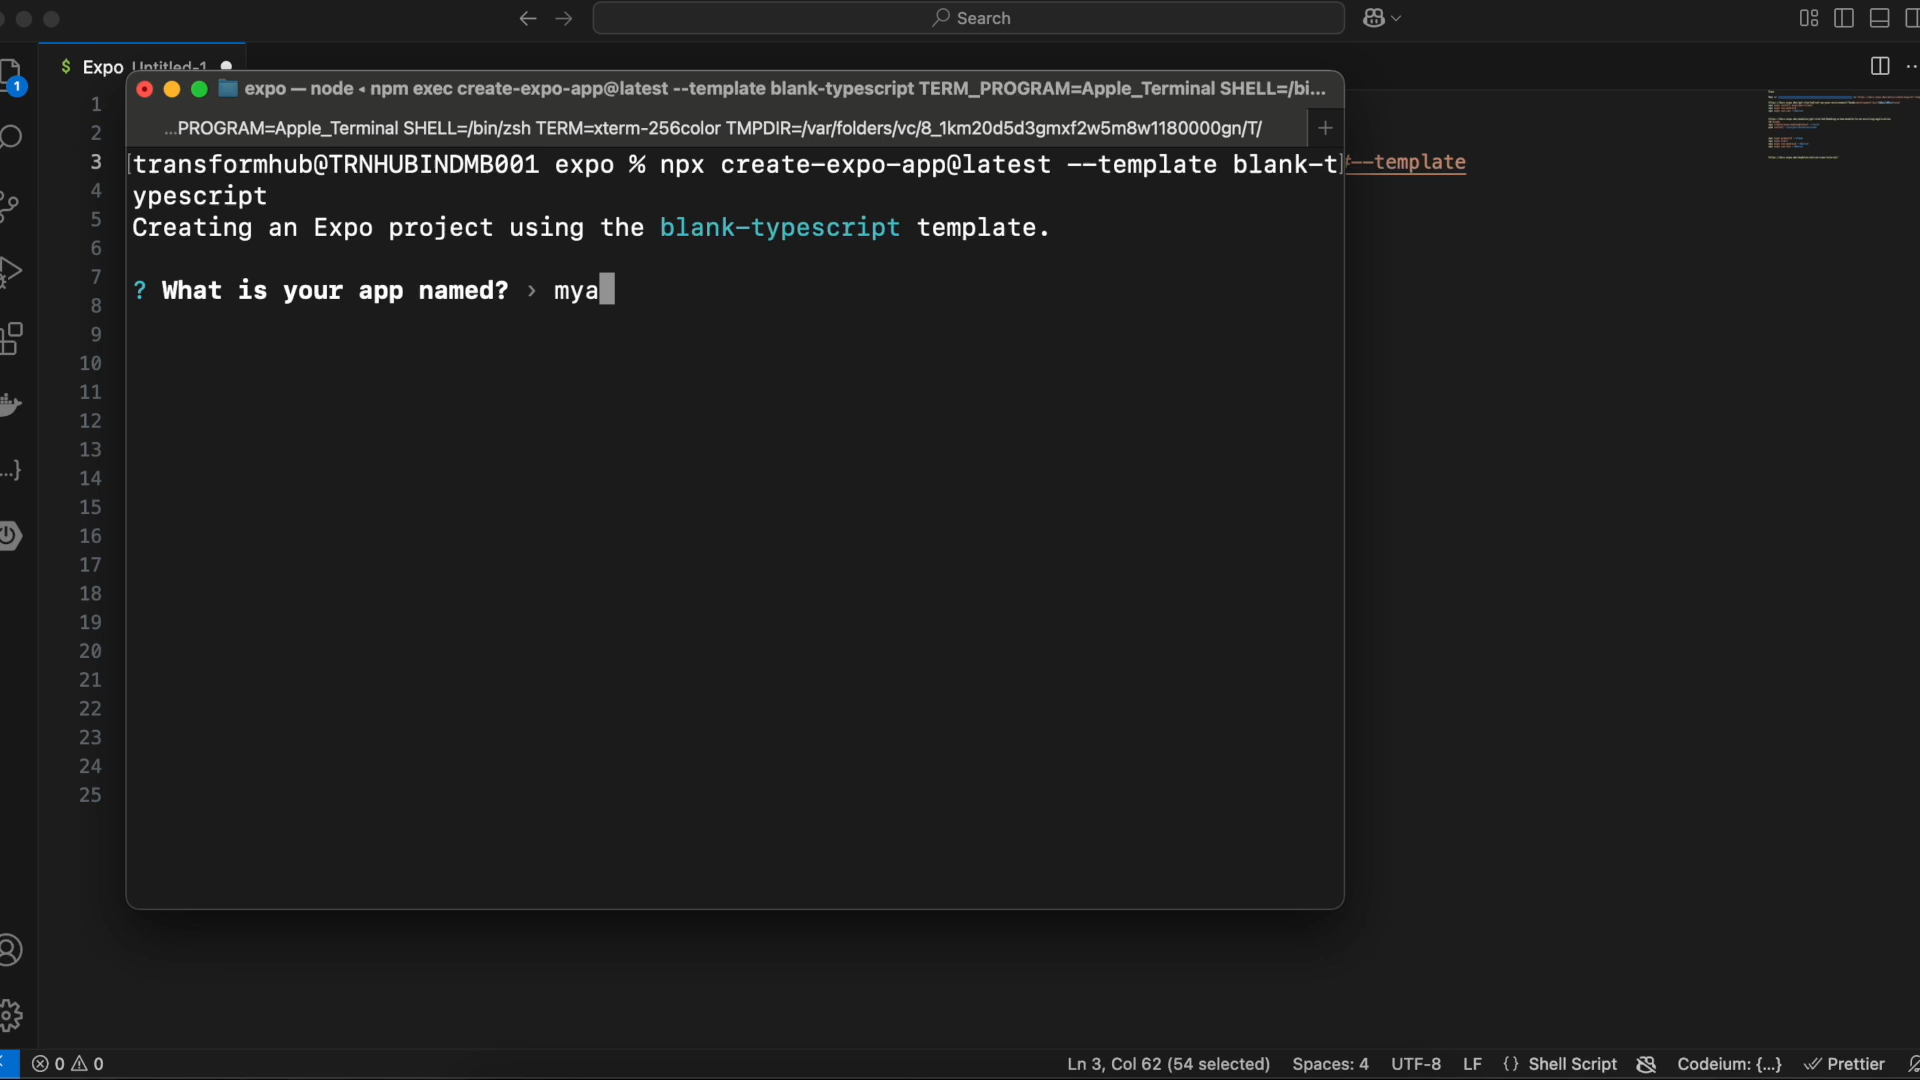 Search
$ Expo Untitled-1
1
expo — node ◂ npm exec create-expo-app@latest --template blank-typescript TERM_PROGRAM=Apple_Terminal SHELL=/bi...
...PROGRAM=Apple_Terminal SHELL=/bin/zsh TERM=xterm-256color TMPDIR=/var/folders/vc/8_1km20d5d3gmxf2w5m8w1180000gn/T/ +
[transformhub@TRNHUBINDMB001 expo % npx create-expo-app@latest --template blank-t]
ypescript
Creating an Expo project using the blank-typescript template.
? What is your app named? › mya
#--template
1
2
3
4
5
6
7
8
9
10
11
12
13
14
15
16
17
18
19
20
21
22
23
24
25
0 0 Ln 3, Col 62 (54 selected) Spaces: 4 UTF-8 LF {} Shell Script Codeium: {...} Prettier